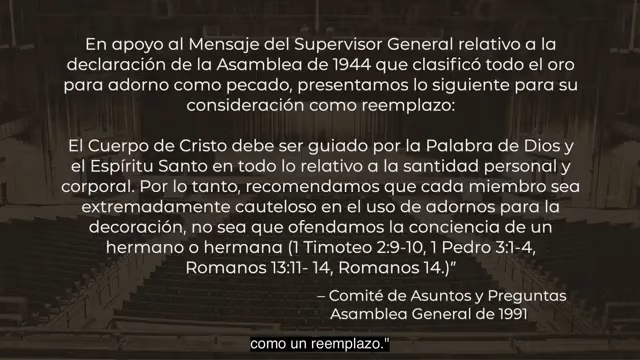 En apoyo al Mensaje del Supervisor General relativo a la
declaración de la Asamblea de 1944 que clasificó todo el oro
para adorno como pecado, presentamos lo siguiente para su
consideración como reemplazo:
El Cuerpo de Cristo debe ser guiado por la Palabra de Dios y
el Espíritu Santo en todo lo relativo a la santidad personal y
corporal. Por lo tanto, recomendamos que cada miembro sea
extremadamente cauteloso en el uso de adornos para la
decoración, no sea que ofendamos la conciencia de un
hermano o hermana (1 Timoteo 2:9-10, 1 Pedro 3:1-4,
Romanos 13:11- 14, Romanos 14.)”
– Comité de Asuntos y Preguntas
Asamblea General de 1991
como un reemplazo."